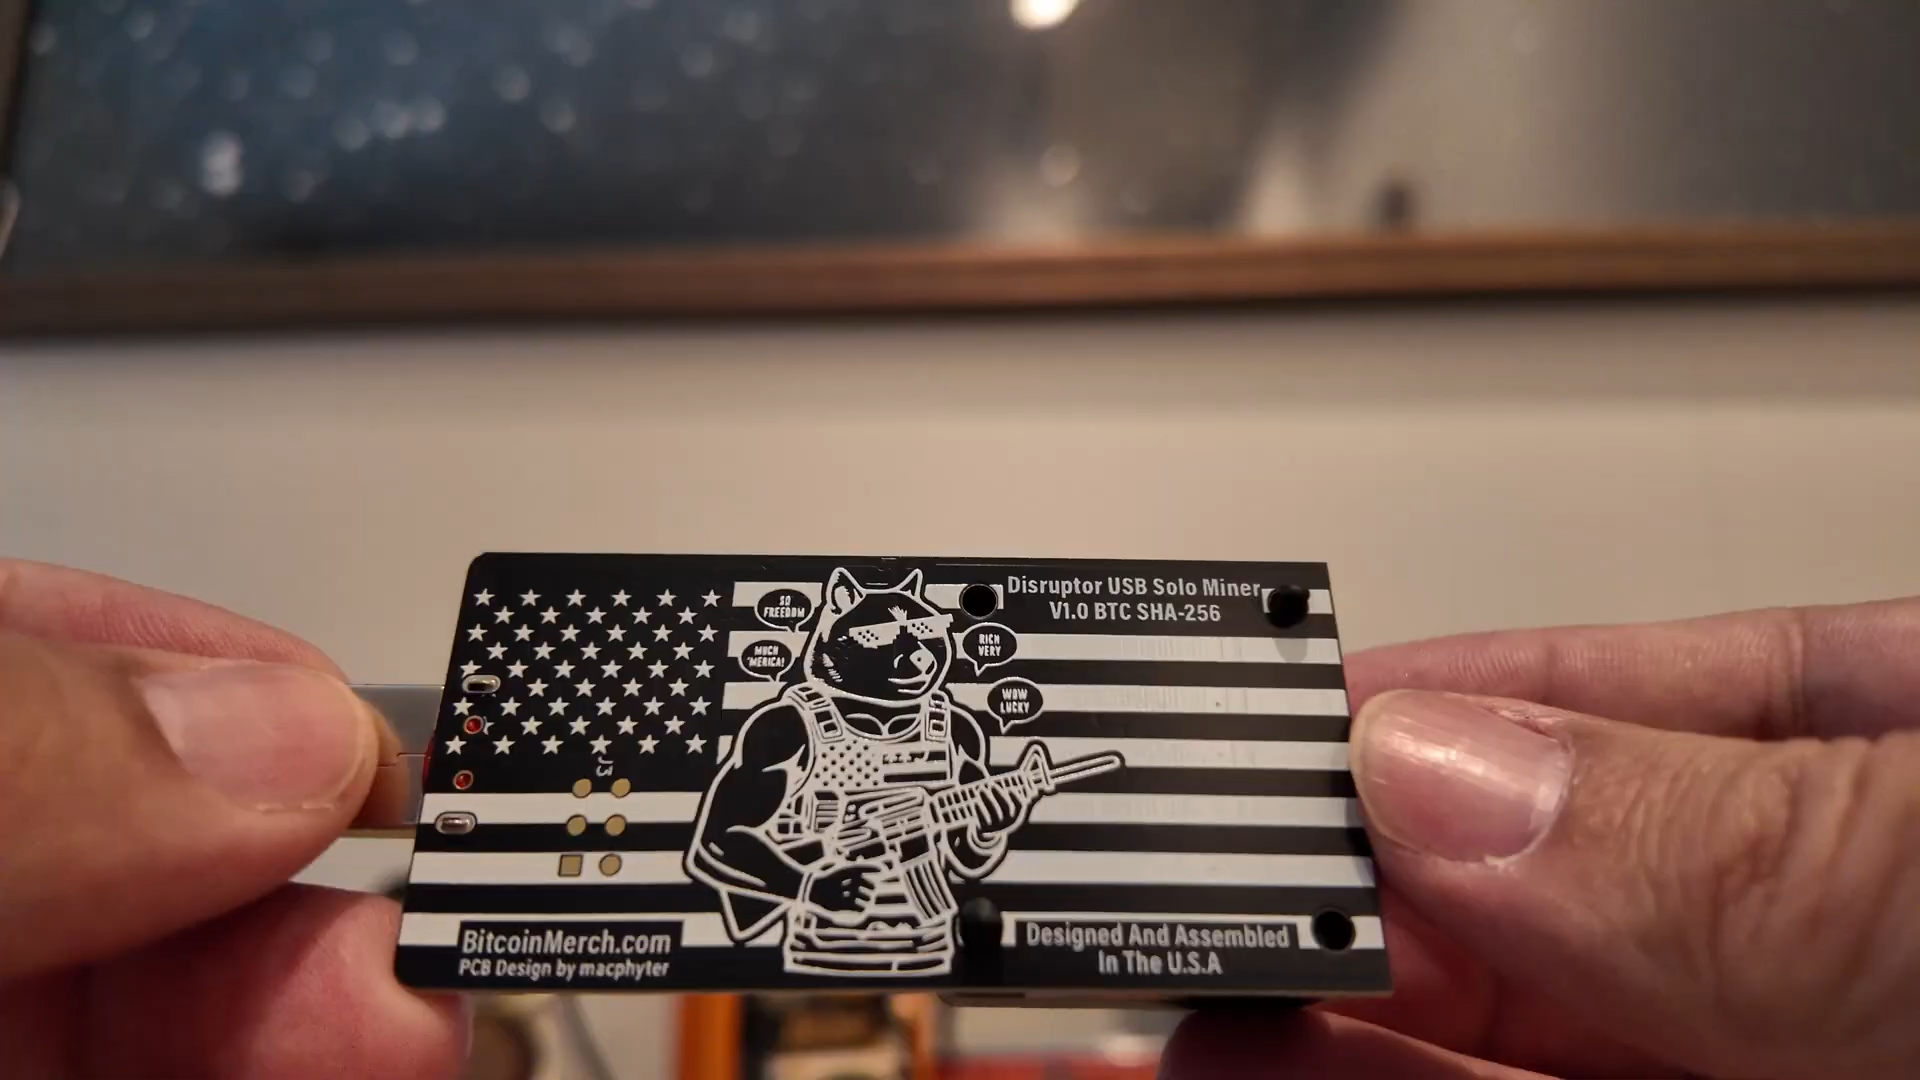 Disruptor USB Solo Miner
V1.0 BTC SHA-256
SO
FREEDOM
MUCH
'MERICA!
RICH
VERY
WOW
LUCKY
J3
BitcoinMerch.com
PCB Design by macphyter
Designed And Assembled
In The U.S.A